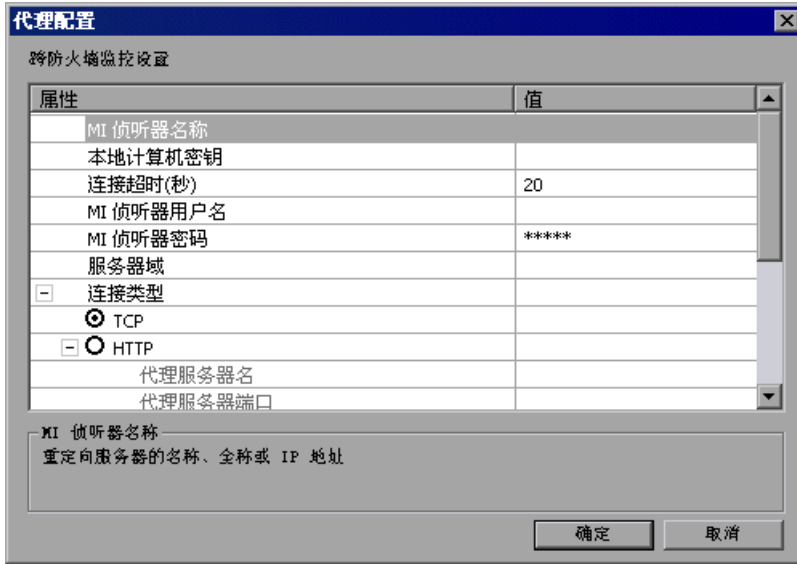 代理配置
跨防火墙监控设置
属性 值
MI 侦听器名称
本地计算机密钥
连接超时(秒) 20
MI 侦听器用户名
MI 侦听器密码 *****
服务器域
连接类型
TCP
HTTP
代理服务器名
代理服务器端口
MI 侦听器名称
重定向服务器的名称、全称或 IP 地址
确定 取消